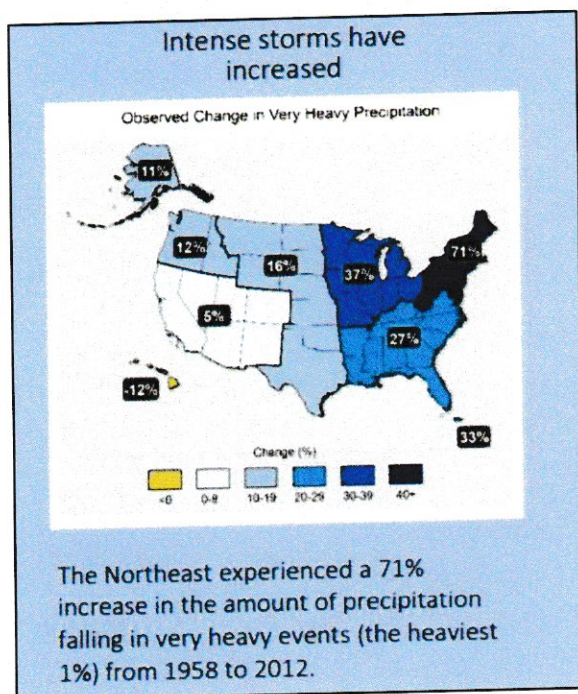 Intense storms have
increased
Observed Change in Very Heavy Precipitation
11%
71%
12%
16%
37%
5%
27%
-12%
33%
Change (%)
<0 0-9 10-19 20-29 30-39 40+
The Northeast experienced a 71%
increase in the amount of precipitation
falling in very heavy events (the heaviest
1%) from 1958 to 2012.